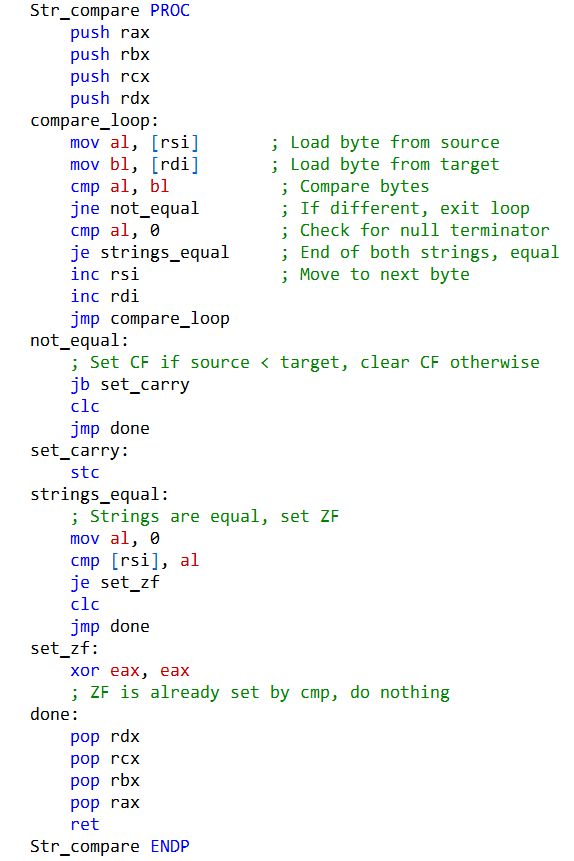 Str_compare PROC
    push rax
    push rbx
    push rcx
    push rdx
compare_loop:
    mov al, [rsi]       ; Load byte from source
    mov bl, [rdi]       ; Load byte from target
    cmp al, bl           ; Compare bytes
    jne not_equal        ; If different, exit loop
    cmp al, 0            ; Check for null terminator
    je strings_equal     ; End of both strings, equal
    inc rsi              ; Move to next byte
    inc rdi
    jmp compare_loop
not_equal:
    ; Set CF if source < target, clear CF otherwise
    jb set_carry
    clc
    jmp done
set_carry:
    stc
strings_equal:
    ; Strings are equal, set ZF
    mov al, 0
    cmp [rsi], al
    je set_zf
    clc
    jmp done
set_zf:
    xor eax, eax
    ; ZF is already set by cmp, do nothing
done:
    pop rdx
    pop rcx
    pop rbx
    pop rax
    ret
Str_compare ENDP